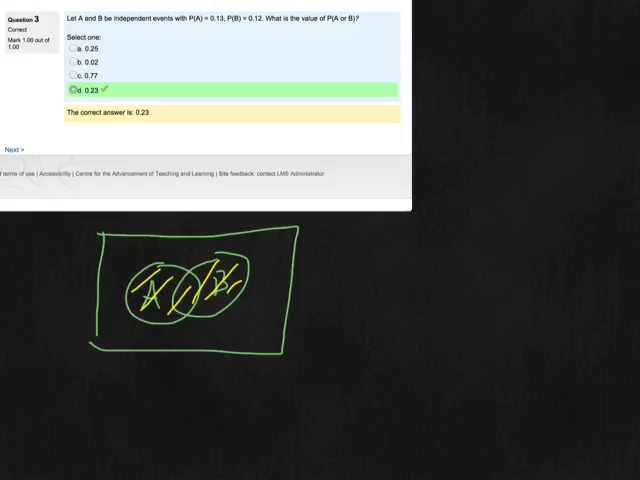 Question 3
Correct
Mark 1.00 out of
1.00
Let A and B be independent events with P(A) = 0.13, P(B) = 0.12. What is the value of P(A or B)?
Select one:
a. 0.25
b. 0.02
c. 0.77
d. 0.23
The correct answer is: 0.23
Next >
terms of use | Accessibility | Centre for the Advancement of Teaching and Learning | Site feedback: contact LMS Administrator
A B